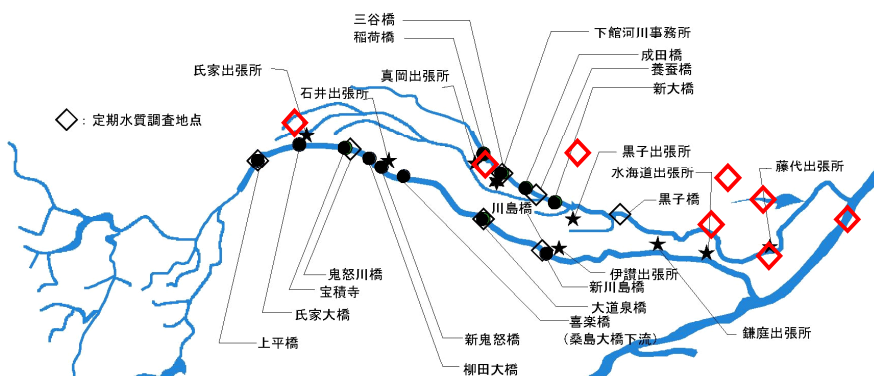 三谷橋
稲荷橋
下館河川事務所
成田橋
養蚕橋
新大橋
氏家出張所
真岡出張所
石井出張所
：定期水質調査地点
黒子出張所
水海道出張所
藤代出張所
黒子橋
川島橋
鬼怒川橋
宝積寺
氏家大橋
上平橋
伊讃出張所
新川島橋
大道泉橋
喜楽橋
（桑島大橋下流）
新鬼怒橋
柳田大橋
鎌庭出張所